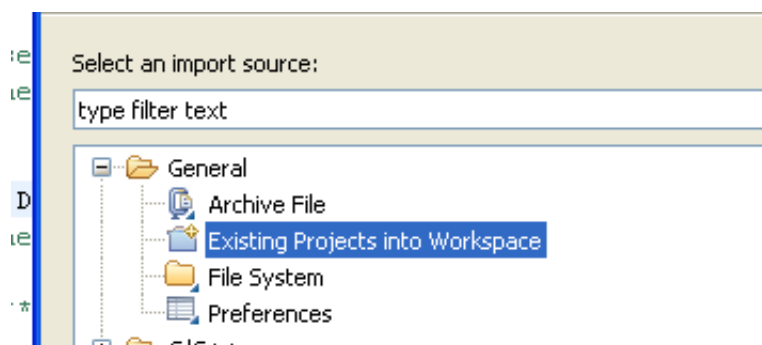 Select an import source:
type filter text
General
Archive File
D
Existing Projects into Workspace
File System
Preferences